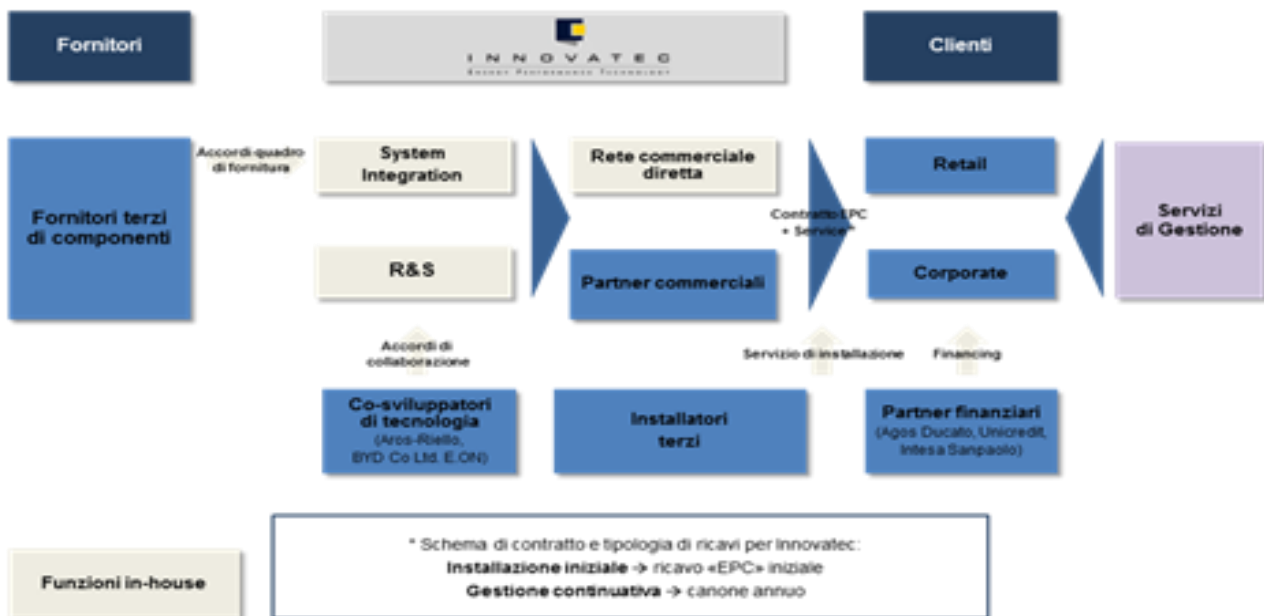 Fornitori
INNOVATEC
ENERGY PERFORMANCE TECHNOLOGY
Clienti
Accordi quadro
di fornitura
System
Integration
Rete commerciale
diretta
Retail
Fornitori terzi
di componenti
Contratto EPC
+ Service*
Servizi
di Gestione
R&S
Partner commerciali
Corporate
Accordi di
collaborazione
Servizio di installazione
Financing
Co-sviluppatori
di tecnologia
(Aros-Riello,
BYD Co Ltd. E.ON)
Installatori
terzi
Partner finanziari
(Agos Ducato, Unicredit,
Intesa Sanpaolo)
Funzioni in-house
* Schema di contratto e tipologia di ricavi per Innovatec:
Installazione iniziale → ricavo «EPC» iniziale
Gestione continuativa → canone annuo